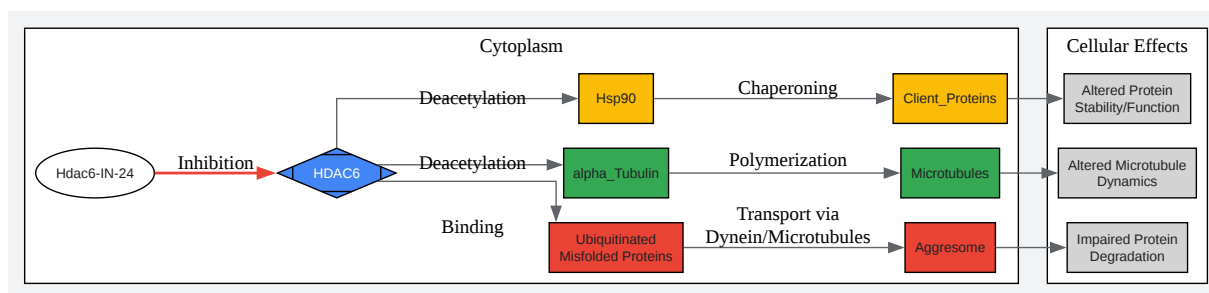 Cytoplasm
Cellular Effects
Deacetylation
Hsp90
Chaperoning
Client_Proteins
Altered Protein
Stability/Function
Hdac6-IN-24
Inhibition
HDAC6
Deacetylation
alpha_Tubulin
Polymerization
Microtubules
Altered Microtubule
Dynamics
Binding
Ubiquitinated
Misfolded Proteins
Transport via
Dynein/Microtubules
Aggresome
Impaired Protein
Degradation